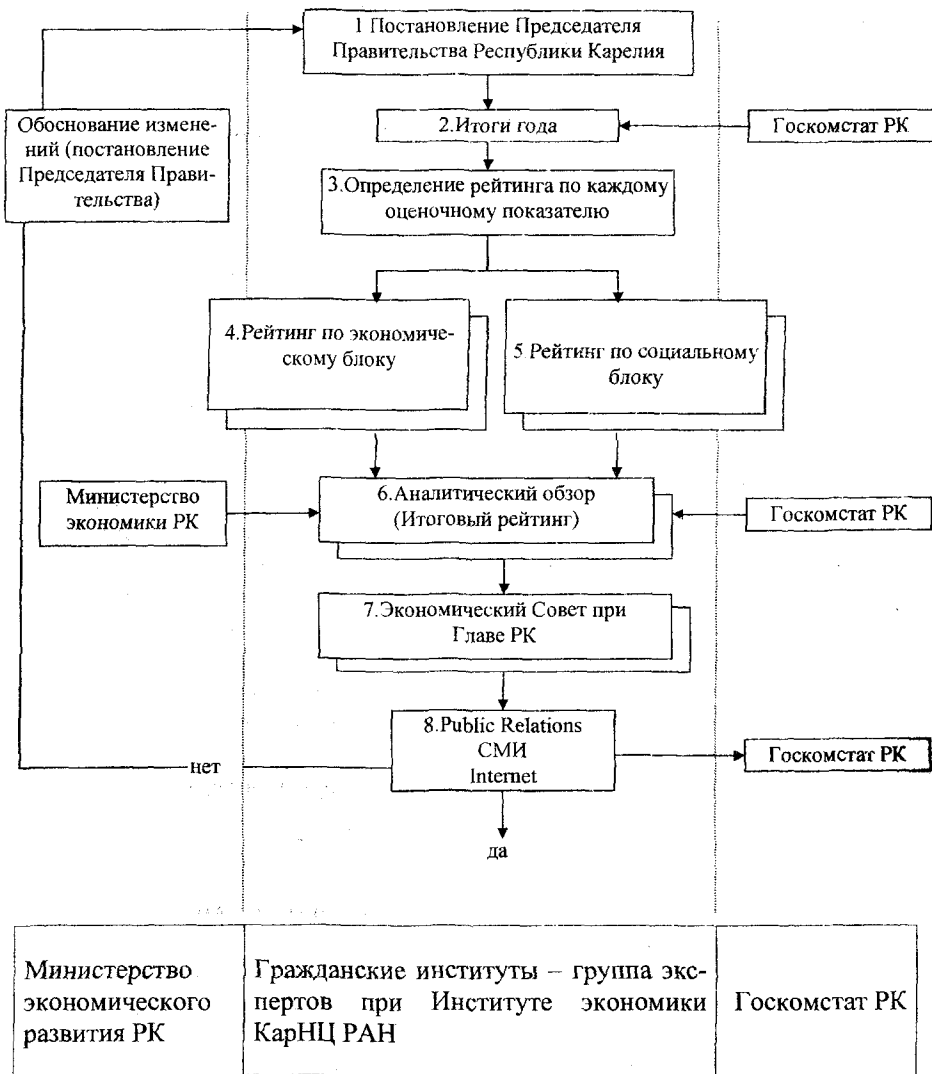 1 Постановление Председателя
Правительства Республики Карелия
Обоснование измене-
ний (постановление
Председателя Прави-
тельства)
2.Итоги года
Госкомстат РК
3.Определение рейтинга по каждому
оценочному показателю
4.Рейтинг по экономиче-
скому блоку
5.Рейтинг по социальному
блоку
Министерство
экономики РК
6.Аналитический обзор
(Итоговый рейтинг)
Госкомстат РК
7.Экономический Совет при
Главе РК
8.Public Relations
СМИ
Internet
Госкомстат РК
нет
да
Министерство
экономического
развития РК
Гражданские институты – группа экс-
пертов при Институте экономики
КарНЦ РАН
Госкомстат РК